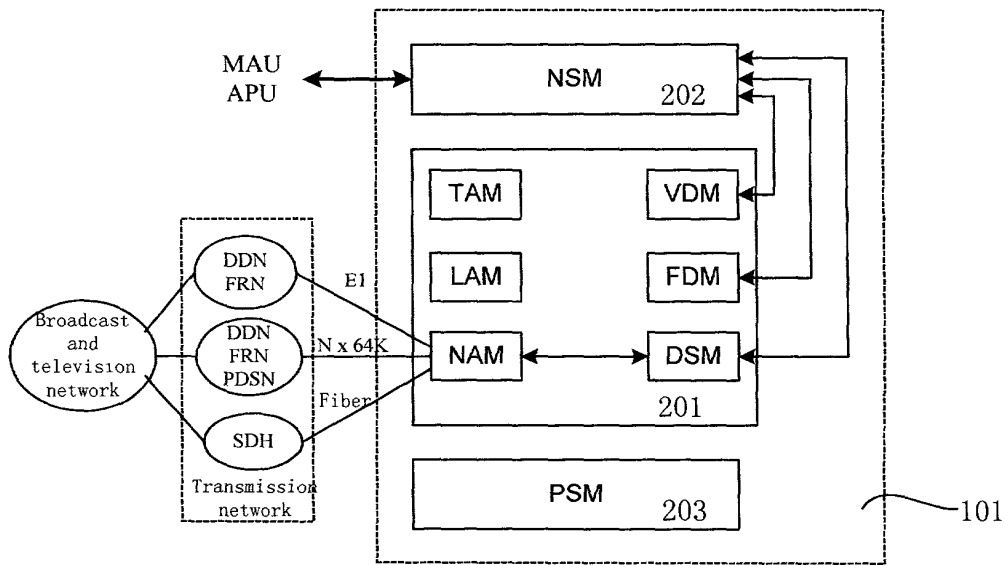 MAU
APU
NSM
202
TAM
VDM
LAM
FDM
NAM
DSM
201
PSM
203
101
E1
N x 64K
Fiber
DDN
FRN
DDN
FRN
PDSN
SDH
Broadcast
and
television
network
Transmission
network